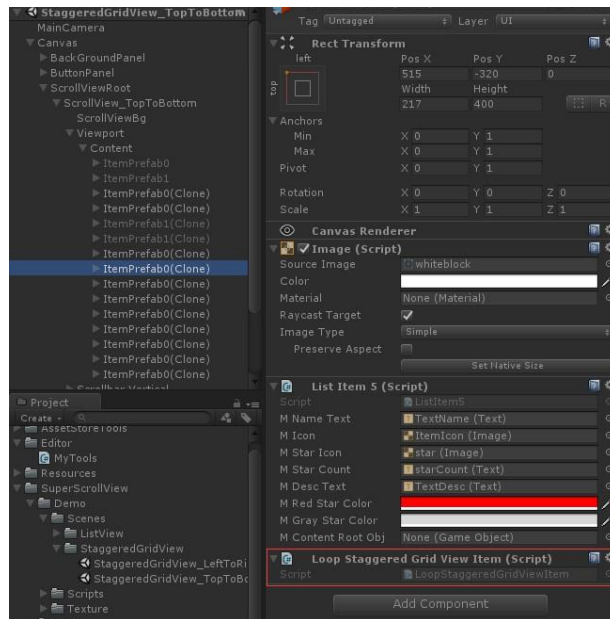 StaggeredGridView_TopToBottom
MainCamera
Canvas
BackGroundPanel
ButtonPanel
ScrollViewRoot
ScrollView_TopToBottom
ScrollViewBg
Viewport
Content
ItemPrefab0
ItemPrefab1
ItemPrefab0(Clone)
ItemPrefab0(Clone)
ItemPrefab1(Clone)
ItemPrefab1(Clone)
ItemPrefab0(Clone)
ItemPrefab0(Clone)
ItemPrefab0(Clone)
ItemPrefab0(Clone)
ItemPrefab0(Clone)
ItemPrefab0(Clone)
ItemPrefab0(Clone)
ItemPrefab0(Clone)
ItemPrefab0(Clone)
Scrollbar Vertical
Project
Create
AssetStoreTools
Editor
MyTools
Resources
SuperScrollView
Demo
Scenes
ListView
StaggeredGridView
StaggeredGridView_LeftToRi
StaggeredGridView_TopToBo
Scripts
Texture
Tag Untagged Layer UI
Rect Transform
left Pos X Pos Y Pos Z
top 515 -320 0
Width Height
217 400 R
Anchors
Min X 0 Y 1
Max X 0 Y 1
Pivot X 0 Y 1
Rotation X 0 Y 0 Z 0
Scale X 1 Y 1 Z 1
Canvas Renderer
Image (Script)
Source Image whiteblock
Color
Material None (Material)
Raycast Target
Image Type Simple
Preserve Aspect
Set Native Size
List Item 5 (Script)
Script ListItem5
M Name Text TextName (Text)
M Icon ItemIcon (Image)
M Star Icon star (Image)
M Star Count starCount (Text)
M Desc Text TextDesc (Text)
M Red Star Color
M Gray Star Color
M Content Root Obj None (Game Object)
Loop Staggered Grid View Item (Script)
Script LoopStaggeredGridViewItem
Add Component